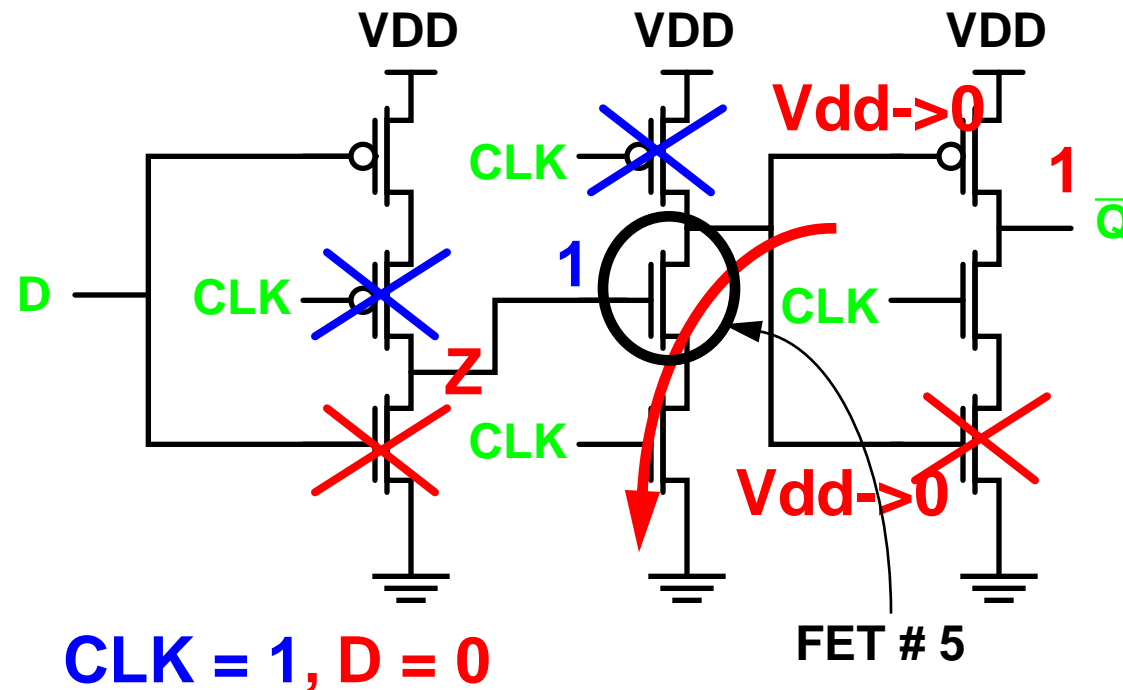 VDD
VDD
VDD
Vdd->0
CLK
1
Q̅
1
D
CLK
CLK
Z
CLK
Vdd->0
FET # 5
CLK = 1, D = 0